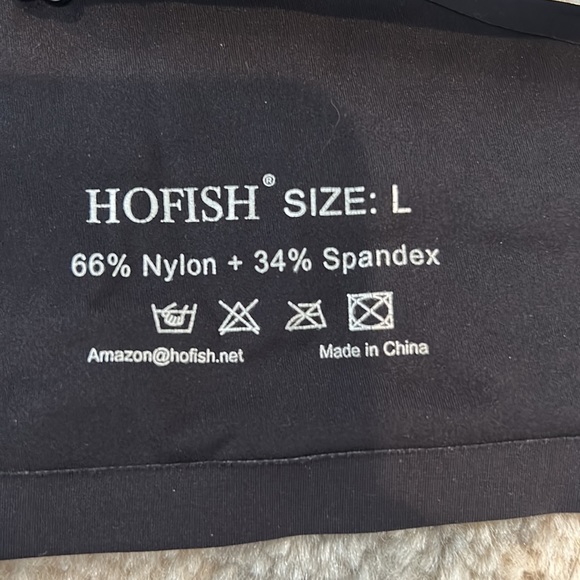 HOFISH® SIZE: L
66% Nylon + 34% Spandex
Amazon@hofish.net Made in China